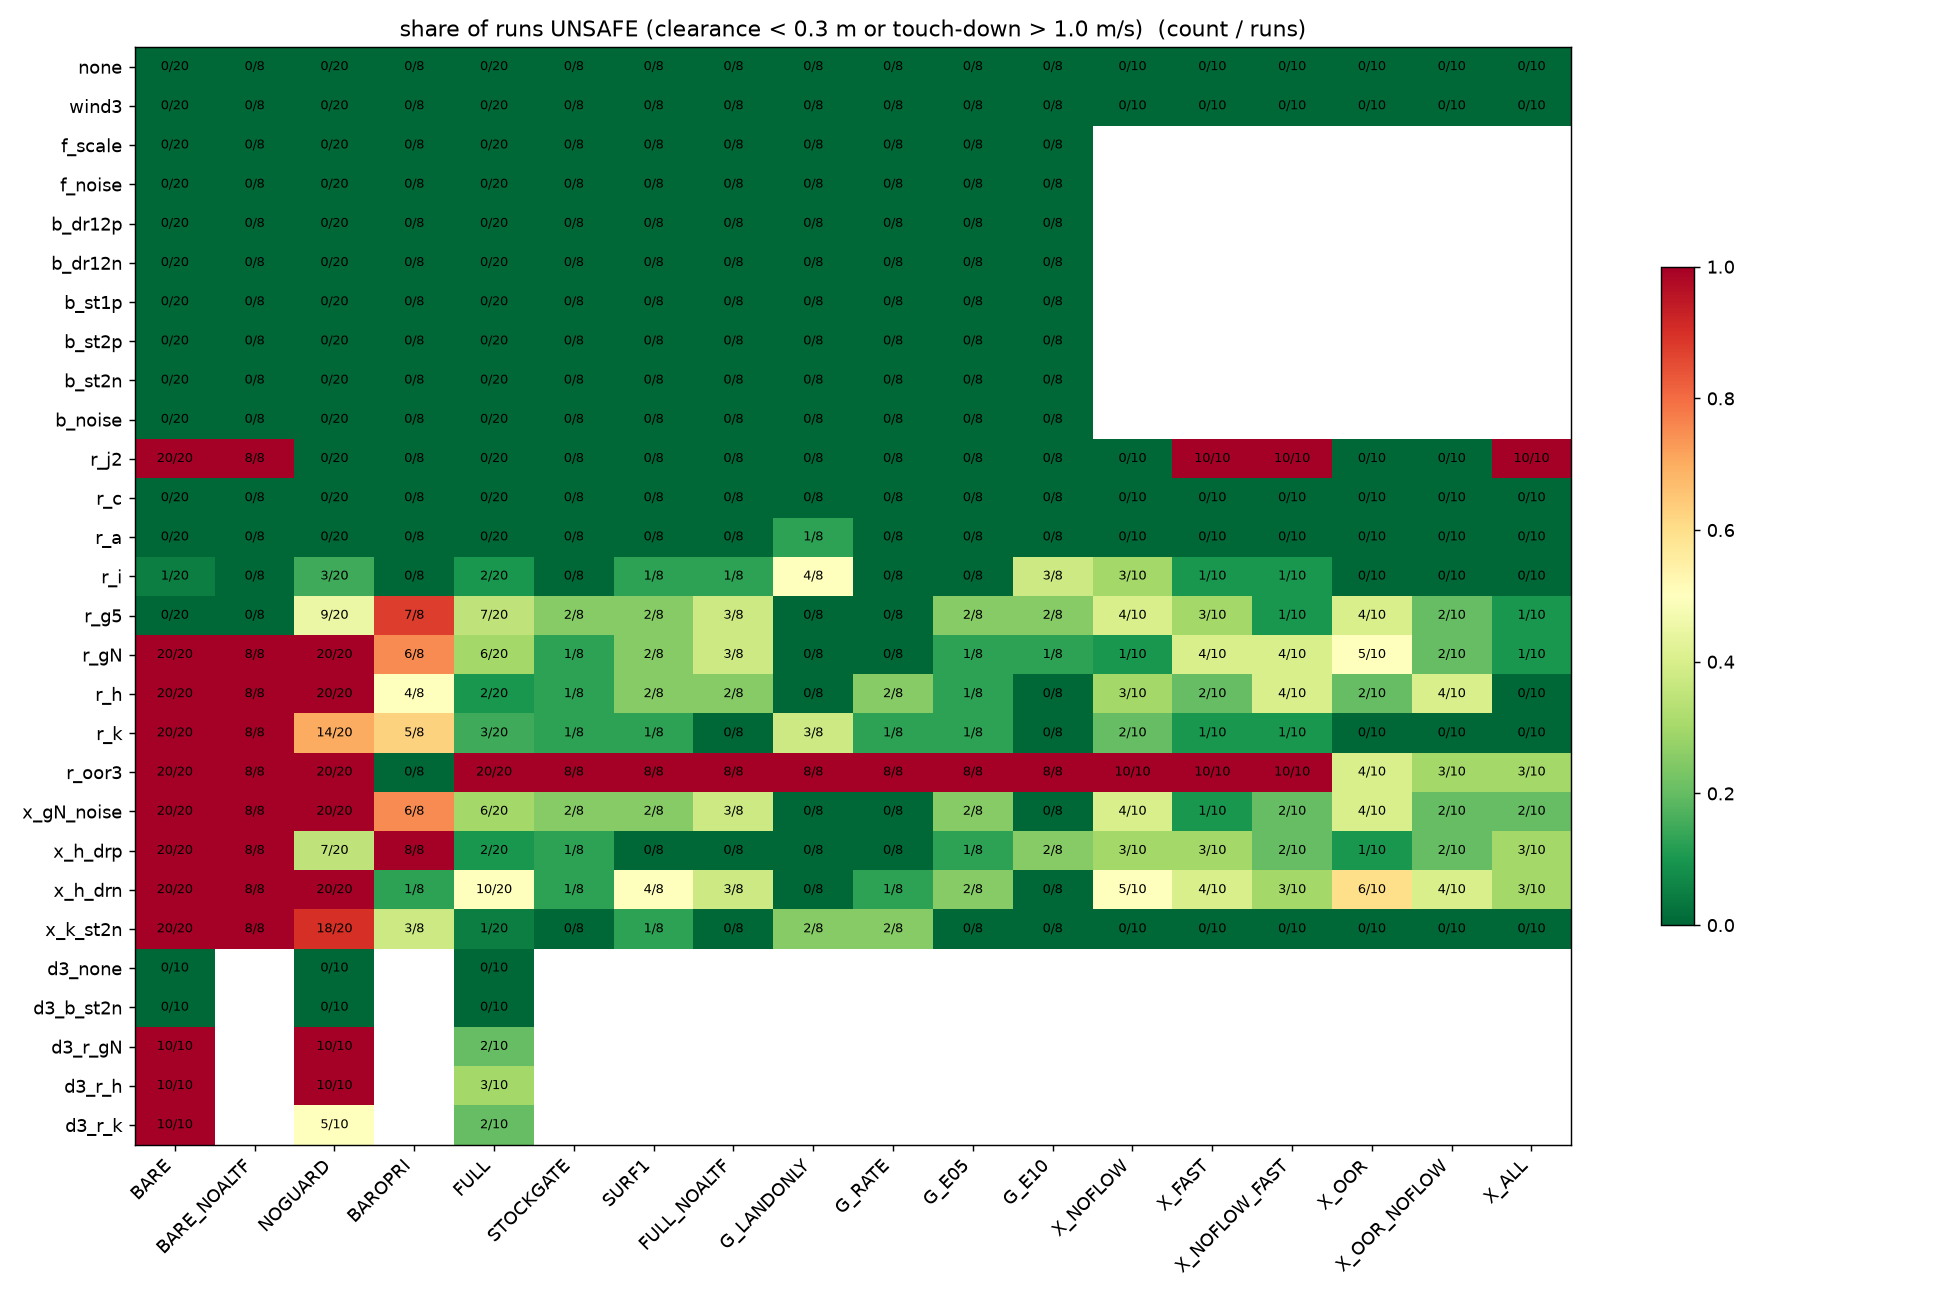 share of runs UNSAFE (clearance < 0.3 m or touch-down > 1.0 m/s)  (count / runs)
none 0/20 0/8 0/20 0/8 0/20 0/8 0/8 0/8 0/8 0/8 0/8 0/8 0/10 0/10 0/10 0/10 0/10 0/10
wind3 0/20 0/8 0/20 0/8 0/20 0/8 0/8 0/8 0/8 0/8 0/8 0/8 0/10 0/10 0/10 0/10 0/10 0/10
f_scale 0/20 0/8 0/20 0/8 0/20 0/8 0/8 0/8 0/8 0/8 0/8 0/8
f_noise 0/20 0/8 0/20 0/8 0/20 0/8 0/8 0/8 0/8 0/8 0/8 0/8
b_dr12p 0/20 0/8 0/20 0/8 0/20 0/8 0/8 0/8 0/8 0/8 0/8 0/8
b_dr12n 0/20 0/8 0/20 0/8 0/20 0/8 0/8 0/8 0/8 0/8 0/8 0/8
b_st1p 0/20 0/8 0/20 0/8 0/20 0/8 0/8 0/8 0/8 0/8 0/8 0/8
b_st2p 0/20 0/8 0/20 0/8 0/20 0/8 0/8 0/8 0/8 0/8 0/8 0/8
b_st2n 0/20 0/8 0/20 0/8 0/20 0/8 0/8 0/8 0/8 0/8 0/8 0/8
b_noise 0/20 0/8 0/20 0/8 0/20 0/8 0/8 0/8 0/8 0/8 0/8 0/8
r_j2 20/20 8/8 0/20 0/8 0/20 0/8 0/8 0/8 0/8 0/8 0/8 0/8 0/10 10/10 10/10 0/10 0/10 10/10
r_c 0/20 0/8 0/20 0/8 0/20 0/8 0/8 0/8 0/8 0/8 0/8 0/8 0/10 0/10 0/10 0/10 0/10 0/10
r_a 0/20 0/8 0/20 0/8 0/20 0/8 0/8 0/8 1/8 0/8 0/8 0/8 0/10 0/10 0/10 0/10 0/10 0/10
r_i 1/20 0/8 3/20 0/8 2/20 0/8 1/8 1/8 4/8 0/8 0/8 3/8 3/10 1/10 1/10 0/10 0/10 0/10
r_g5 0/20 0/8 9/20 7/8 7/20 2/8 2/8 3/8 0/8 0/8 2/8 2/8 4/10 3/10 1/10 4/10 2/10 1/10
r_gN 20/20 8/8 20/20 6/8 6/20 1/8 2/8 3/8 0/8 0/8 1/8 1/8 1/10 4/10 4/10 5/10 2/10 1/10
r_h 20/20 8/8 20/20 4/8 2/20 1/8 2/8 2/8 0/8 2/8 1/8 0/8 3/10 2/10 4/10 2/10 4/10 0/10
r_k 20/20 8/8 14/20 5/8 3/20 1/8 1/8 0/8 3/8 1/8 1/8 0/8 2/10 1/10 1/10 0/10 0/10 0/10
r_oor3 20/20 8/8 20/20 0/8 20/20 8/8 8/8 8/8 8/8 8/8 8/8 8/8 10/10 10/10 10/10 4/10 3/10 3/10
x_gN_noise 20/20 8/8 20/20 6/8 6/20 2/8 2/8 3/8 0/8 0/8 2/8 0/8 4/10 1/10 2/10 4/10 2/10 2/10
x_h_drp 20/20 8/8 7/20 8/8 2/20 1/8 0/8 0/8 0/8 0/8 1/8 2/8 3/10 3/10 2/10 1/10 2/10 3/10
x_h_drn 20/20 8/8 20/20 1/8 10/20 1/8 4/8 3/8 0/8 1/8 2/8 0/8 5/10 4/10 3/10 6/10 4/10 3/10
x_k_st2n 20/20 8/8 18/20 3/8 1/20 0/8 1/8 0/8 2/8 2/8 0/8 0/8 0/10 0/10 0/10 0/10 0/10 0/10
d3_none 0/10 0/10 0/10
d3_b_st2n 0/10 0/10 0/10
d3_r_gN 10/10 10/10 2/10
d3_r_h 10/10 10/10 3/10
d3_r_k 10/10 5/10 2/10
BARE
BARE_NOALTF
NOGUARD
BAROPRI
FULL
STOCKGATE
SURF1
FULL_NOALTF
G_LANDONLY
G_RATE
G_E05
G_E10
X_NOFLOW
X_FAST
X_NOFLOW_FAST
X_OOR
X_OOR_NOFLOW
X_ALL
1.0
0.8
0.6
0.4
0.2
0.0